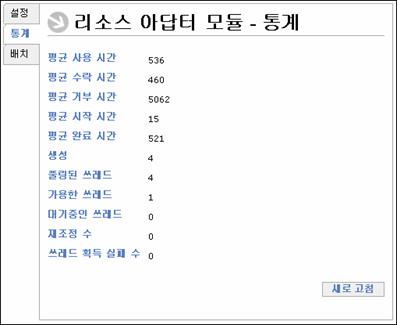 설정
통계
배치
리소스 아답터 모듈 - 통계
평균 사용 시간 536
평균 수락 시간 460
평균 거부 시간 5062
평균 시작 시간 15
평균 완료 시간 521
생성 4
풀링된 쓰레드 4
가용한 쓰레드 1
대기중인 쓰레드 0
재조정 수 0
쓰레드 획득 실패 수 0
새로 고침